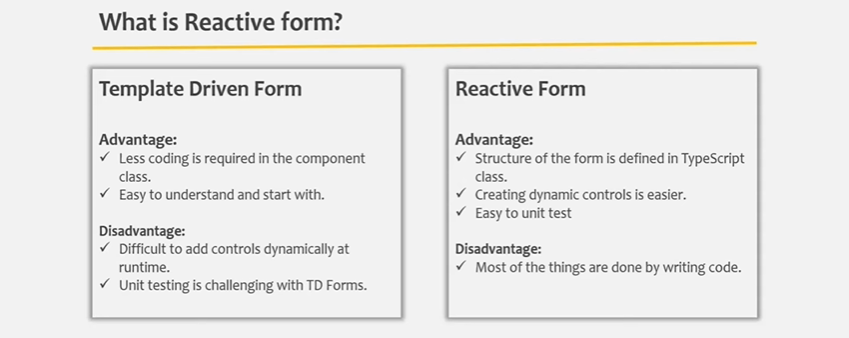 What is Reactive form?
Template Driven Form
Advantage:
✓ Less coding is required in the component
class.
✓ Easy to understand and start with.
Disadvantage:
✓ Difficult to add controls dynamically at
runtime.
✓ Unit testing is challenging with TD Forms.
Reactive Form
Advantage:
✓ Structure of the form is defined in TypeScript
class.
✓ Creating dynamic controls is easier.
✓ Easy to unit test
Disadvantage:
✓ Most of the things are done by writing code.